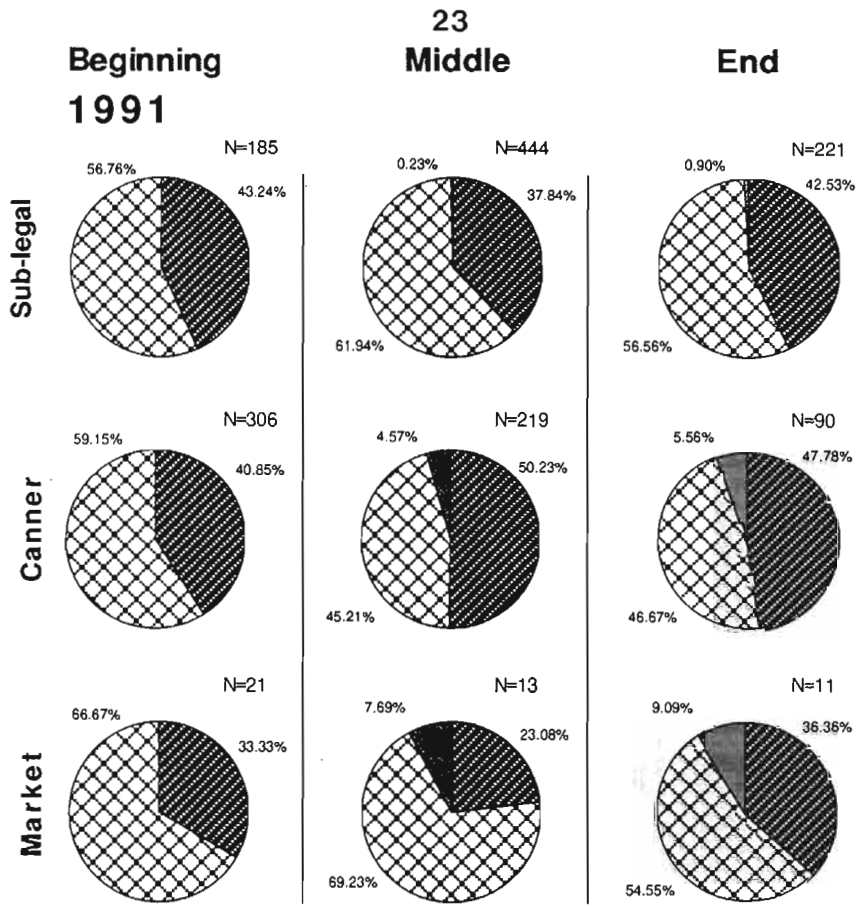 23
Beginning Middle End
1991
Sub-legal
N=185
56.76%
43.24%
N=444
0.23%
37.84%
61.94%
N=221
0.90%
42.53%
56.56%
Canner
N=306
59.15%
40.85%
N=219
4.57%
50.23%
45.21%
N=90
5.56%
47.78%
46.67%
Market
N=21
66.67%
33.33%
N=13
7.69%
23.08%
69.23%
N=11
9.09%
36.36%
54.55%